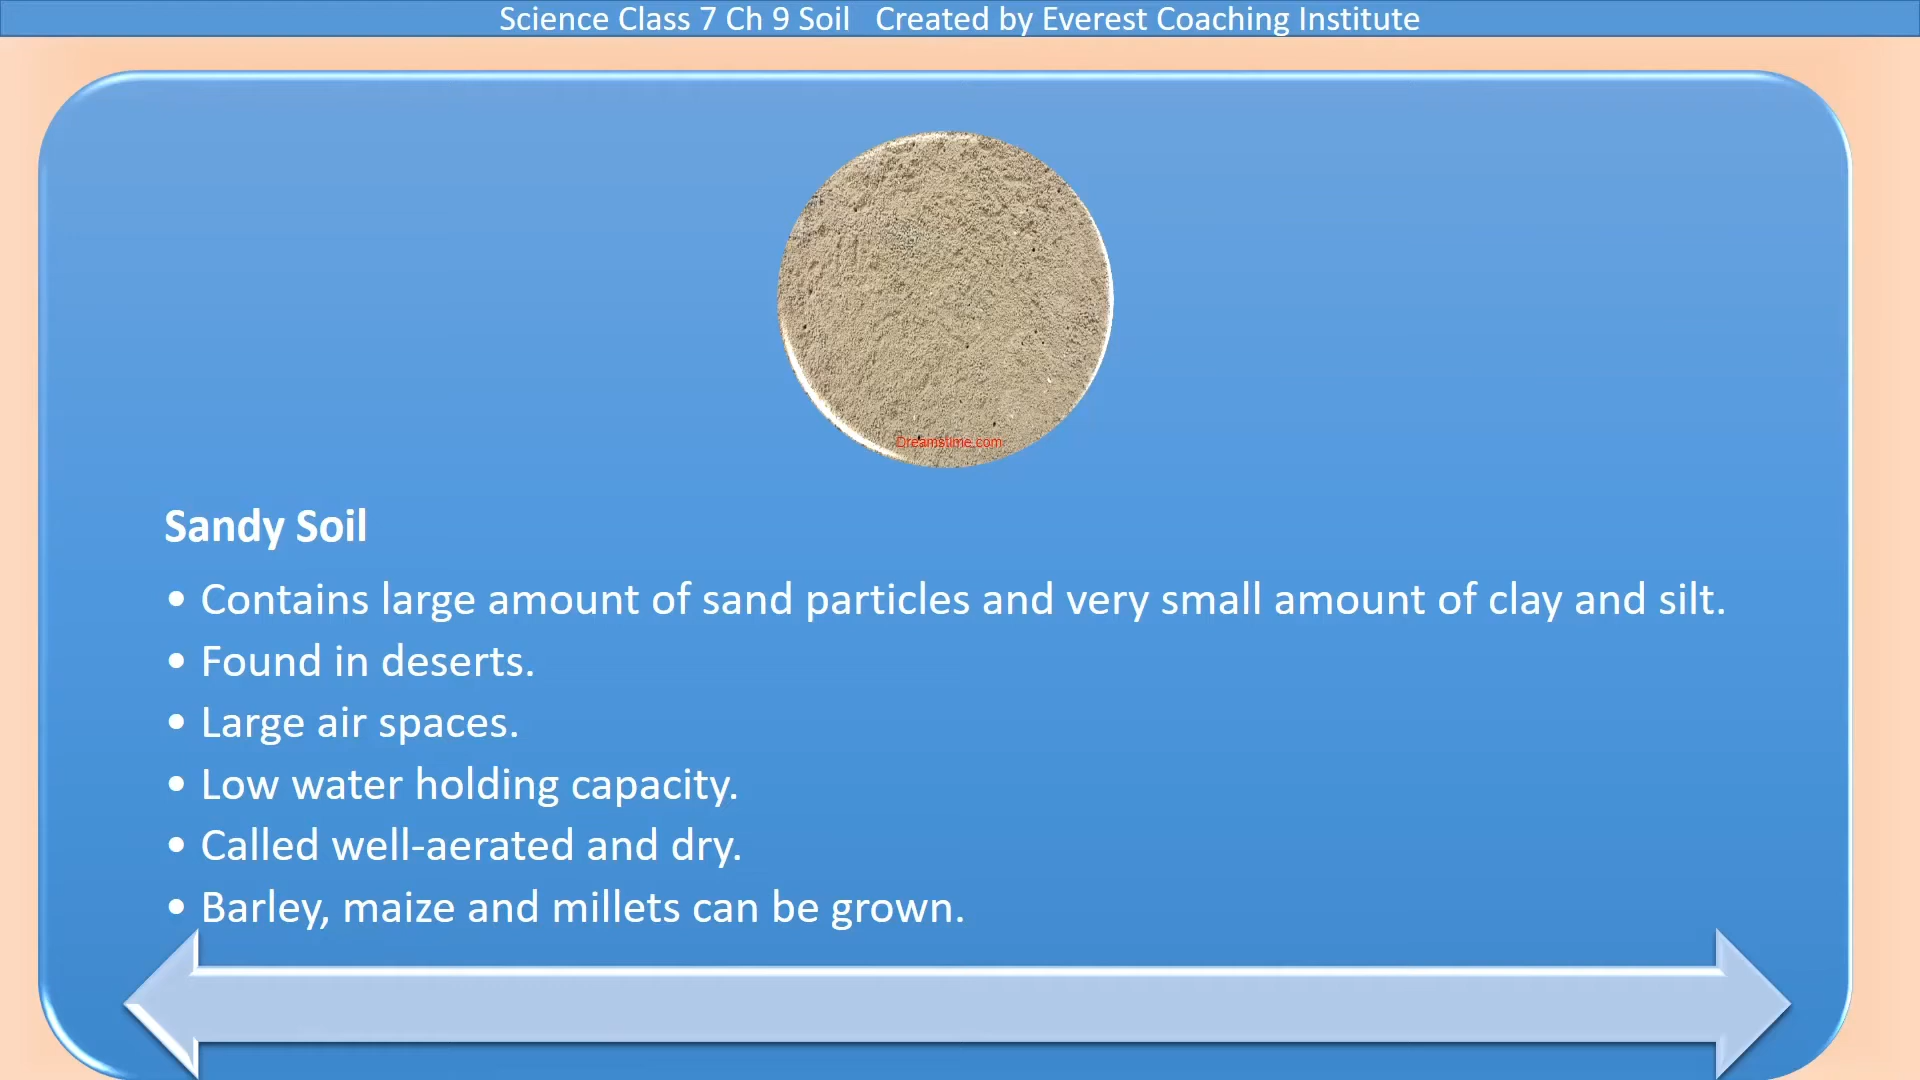 Science Class 7 Ch 9 Soil   Created by Everest Coaching Institute
Dreamstime.com
Sandy Soil
• Contains large amount of sand particles and very small amount of clay and silt.
• Found in deserts.
• Large air spaces.
• Low water holding capacity.
• Called well-aerated and dry.
• Barley, maize and millets can be grown.